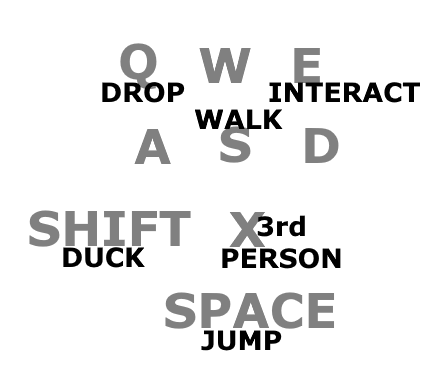 Q W E
DROP INTERACT
WALK
A S D
SHIFT X 3rd
DUCK PERSON
SPACE
JUMP